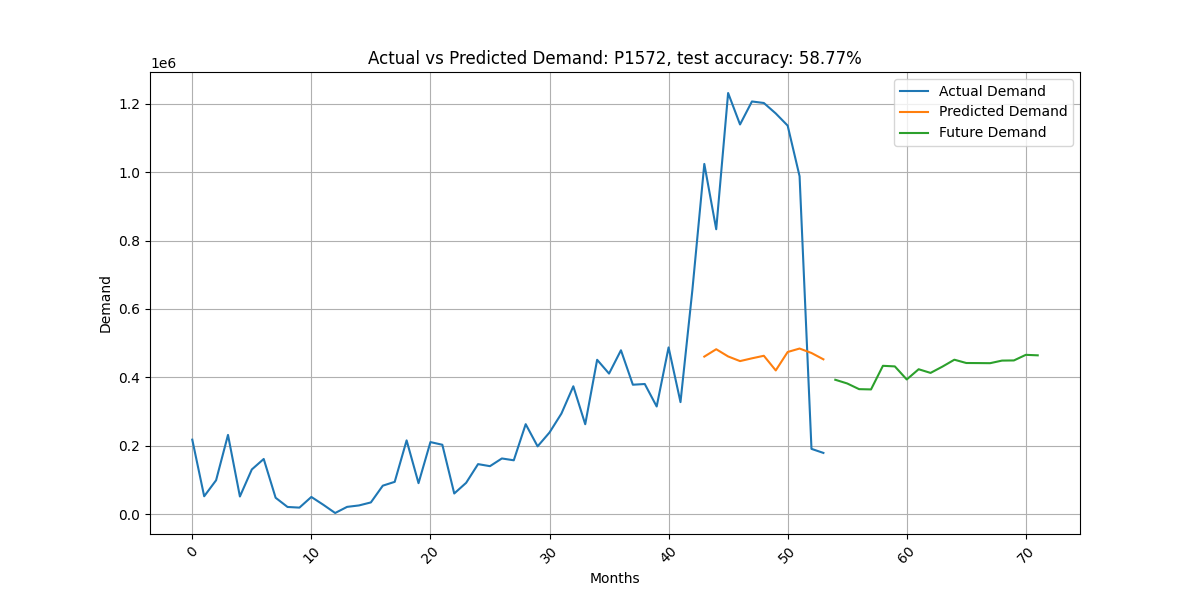 Actual vs Predicted Demand: P1572, test accuracy: 58.77%
1e6
Actual Demand
Predicted Demand
Future Demand
1.2
1.0
0.8
0.6
0.4
0.2
0.0
Demand
0 10 20 30 40 50 60 70
Months